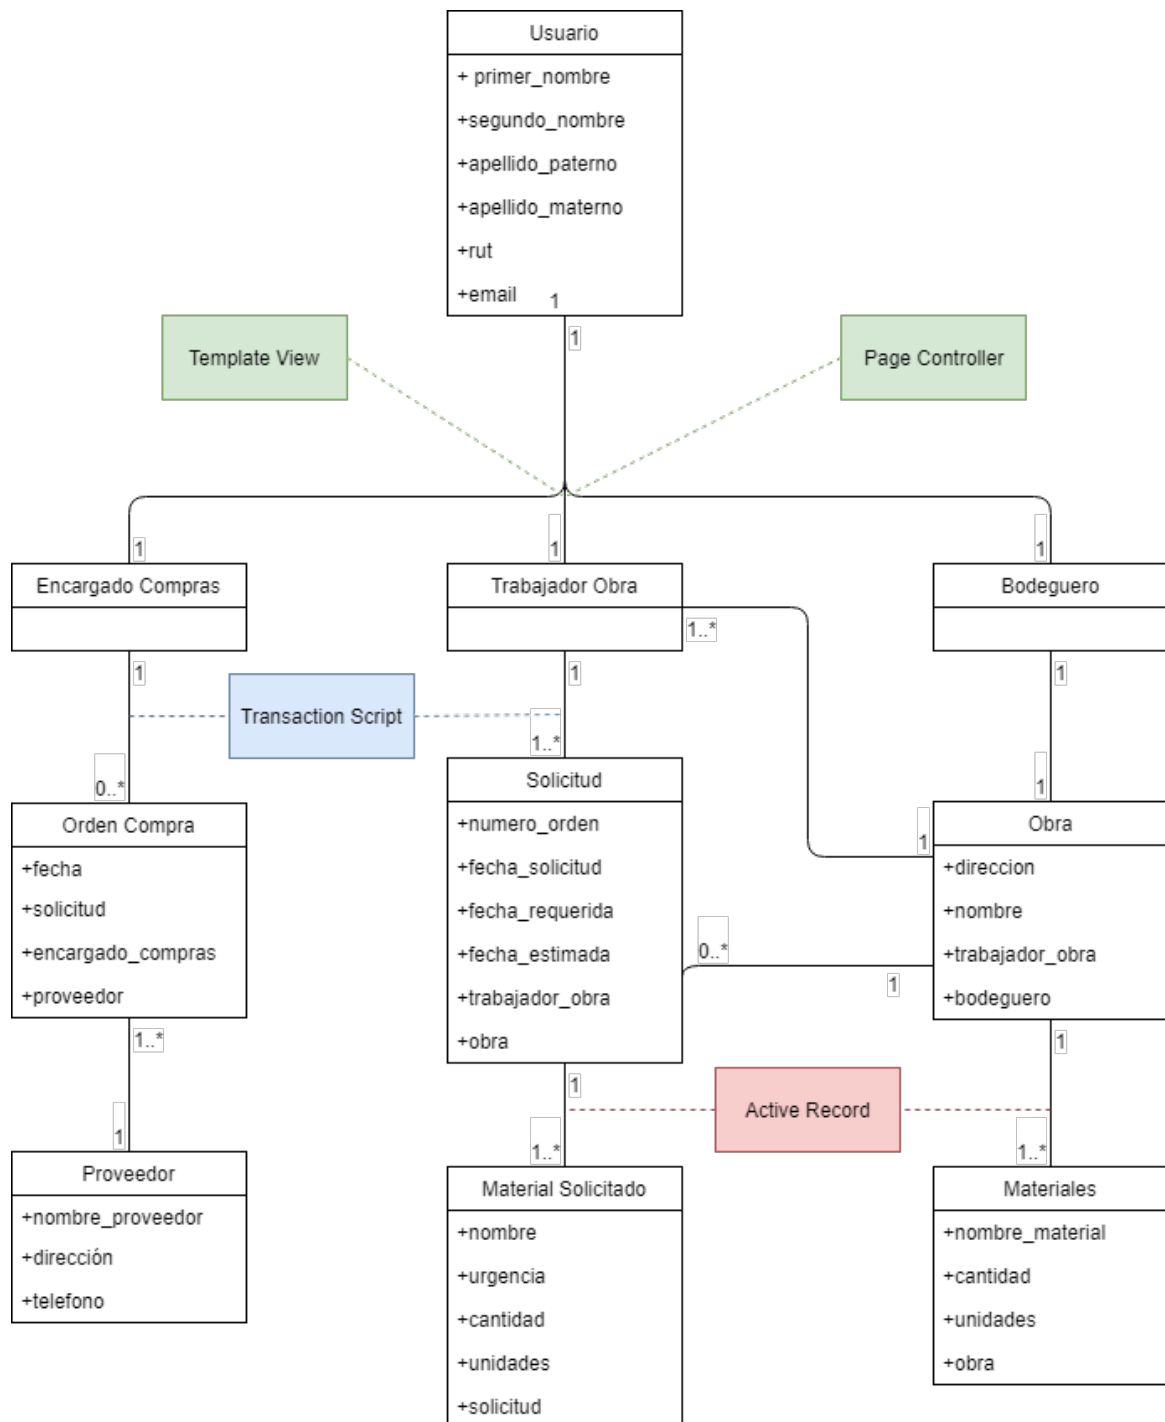 Usuario
+ primer_nombre
+segundo_nombre
+apellido_paterno
+apellido_materno
+rut
+email
1
1
Template View
Page Controller
1
1
1
Encargado Compras
Trabajador Obra
Bodeguero
1..*
1
1
1
Transaction Script
0..*
1..*
1
Orden Compra
+fecha
+solicitud
+encargado_compras
+proveedor
Solicitud
+numero_orden
+fecha_solicitud
+fecha_requerida
+fecha_estimada
+trabajador_obra
+obra
1
Obra
+direccion
+nombre
+trabajador_obra
+bodeguero
0..*
1
1..*
1
1
Active Record
1
1..*
1..*
Proveedor
+nombre_proveedor
+dirección
+telefono
Material Solicitado
+nombre
+urgencia
+cantidad
+unidades
+solicitud
Materiales
+nombre_material
+cantidad
+unidades
+obra